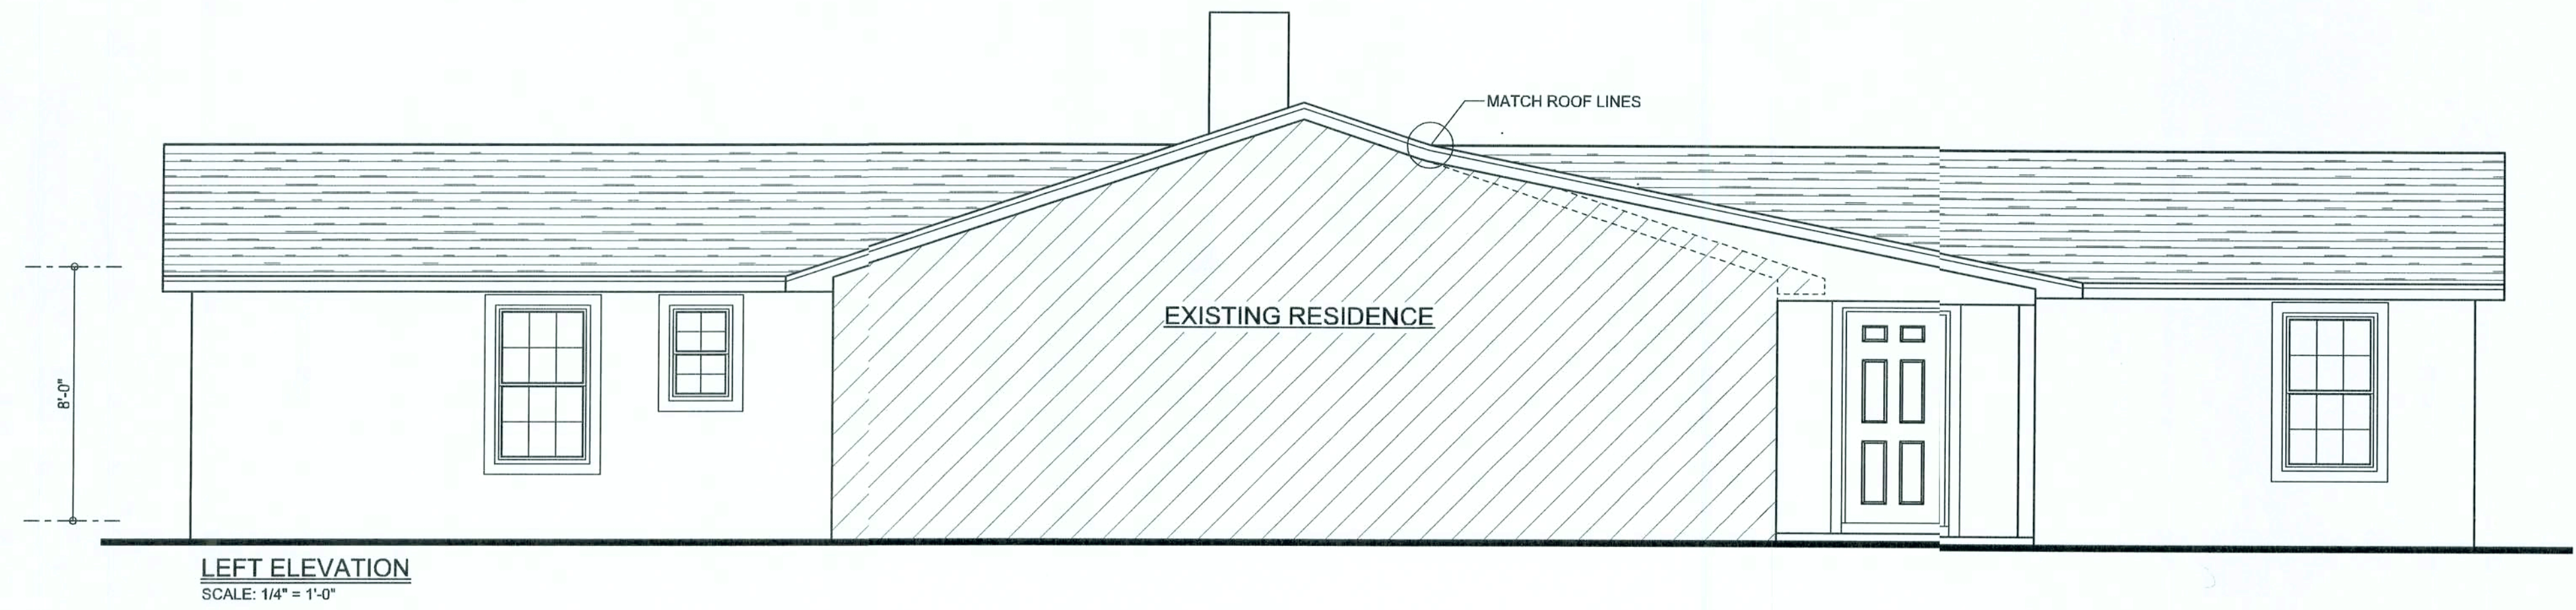 MATCH ROOF LINES
EXISTING RESIDENCE
8'-0"
LEFT ELEVATION
SCALE: 1/4" = 1'-0"